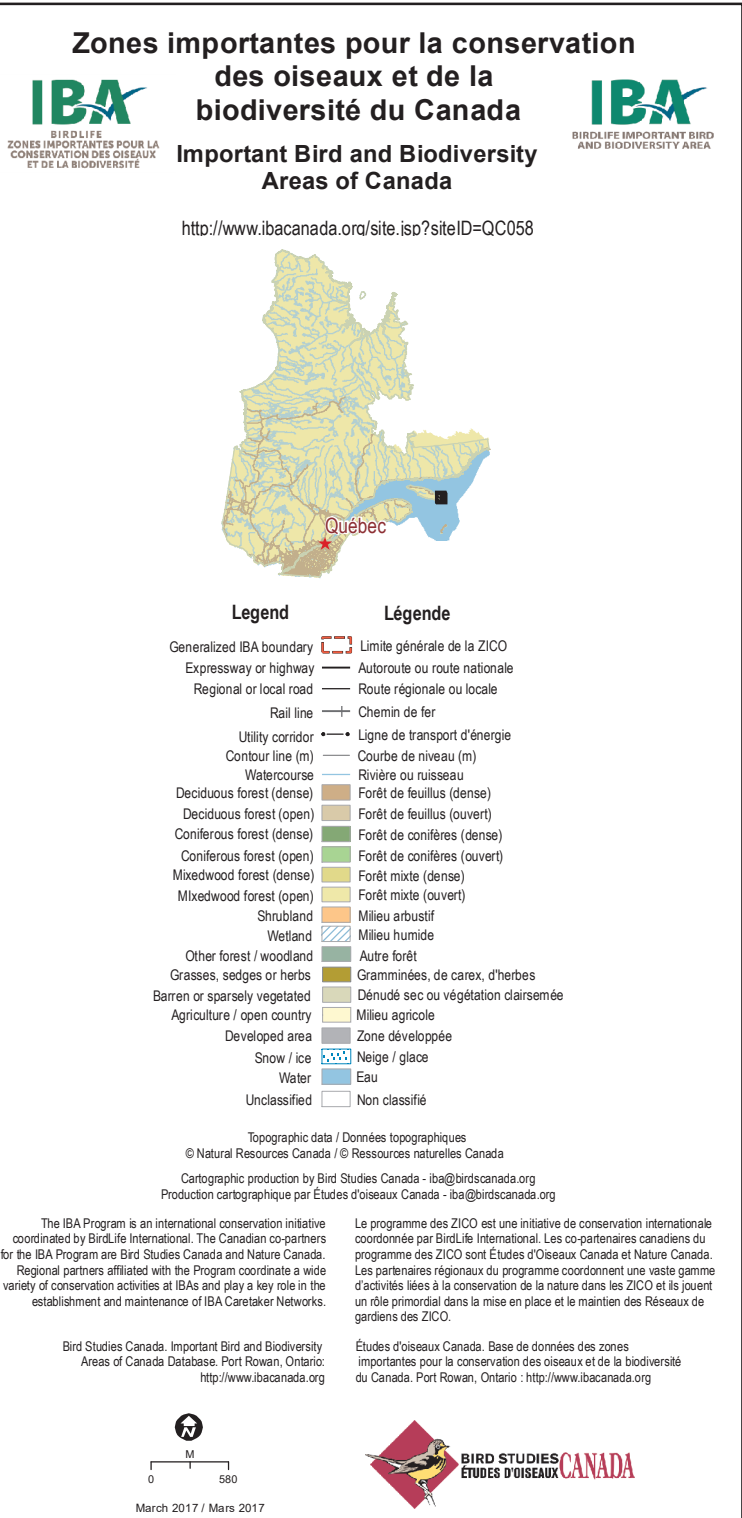 Zones importantes pour la conservation
des oiseaux et de la
biodiversité du Canada
IBA
BIRDLIFE
ZONES IMPORTANTES POUR LA
CONSERVATION DES OISEAUX
ET DE LA BIODIVERSITÉ
IBA
BIRDLIFE IMPORTANT BIRD
AND BIODIVERSITY AREA
Important Bird and Biodiversity
Areas of Canada
http://www.ibacanada.org/site.jsp?siteID=QC058
Québec
Legend Légende
Generalized IBA boundary Limite générale de la ZICO
Expressway or highway Autoroute ou route nationale
Regional or local road Route régionale ou locale
Rail line Chemin de fer
Utility corridor Ligne de transport d'énergie
Contour line (m) Courbe de niveau (m)
Watercourse Rivière ou ruisseau
Deciduous forest (dense) Forêt de feuillus (dense)
Deciduous forest (open) Forêt de feuillus (ouvert)
Coniferous forest (dense) Forêt de conifères (dense)
Coniferous forest (open) Forêt de conifères (ouvert)
Mixedwood forest (dense) Forêt mixte (dense)
MIxedwood forest (open) Forêt mixte (ouvert)
Shrubland Milieu arbustif
Wetland Milieu humide
Other forest / woodland Autre forêt
Grasses, sedges or herbs Gramminées, de carex, d'herbes
Barren or sparsely vegetated Dénudé sec ou végétation clairsemée
Agriculture / open country Milieu agricole
Developed area Zone développée
Snow / ice Neige / glace
Water Eau
Unclassified Non classifié
Topographic data / Données topographiques
© Natural Resources Canada / © Ressources naturelles Canada
Cartographic production by Bird Studies Canada - iba@birdscanada.org
Production cartographique par Études d'oiseaux Canada - iba@birdscanada.org
The IBA Program is an international conservation initiative
coordinated by BirdLife International. The Canadian co-partners
for the IBA Program are Bird Studies Canada and Nature Canada.
Regional partners affiliated with the Program coordinate a wide
variety of conservation activities at IBAs and play a key role in the
establishment and maintenance of IBA Caretaker Networks.
Le programme des ZICO est une initiative de conservation internationale
coordonnée par BirdLife International. Les co-partenaires canadiens du
programme des ZICO sont Études d'Oiseaux Canada et Nature Canada.
Les partenaires régionaux du programme coordonnent une vaste gamme
d'activités liées à la conservation de la nature dans les ZICO et ils jouent
un rôle primordial dans la mise en place et le maintien des Réseaux de
gardiens des ZICO.
Bird Studies Canada. Important Bird and Biodiversity
Areas of Canada Database. Port Rowan, Ontario:
http://www.ibacanada.org
Études d'oiseaux Canada. Base de données des zones
importantes pour la conservation des oiseaux et de la biodiversité
du Canada. Port Rowan, Ontario : http://www.ibacanada.org
N
M
0 580
March 2017 / Mars 2017
BIRD STUDIES
ÉTUDES D'OISEAUX
CANADA